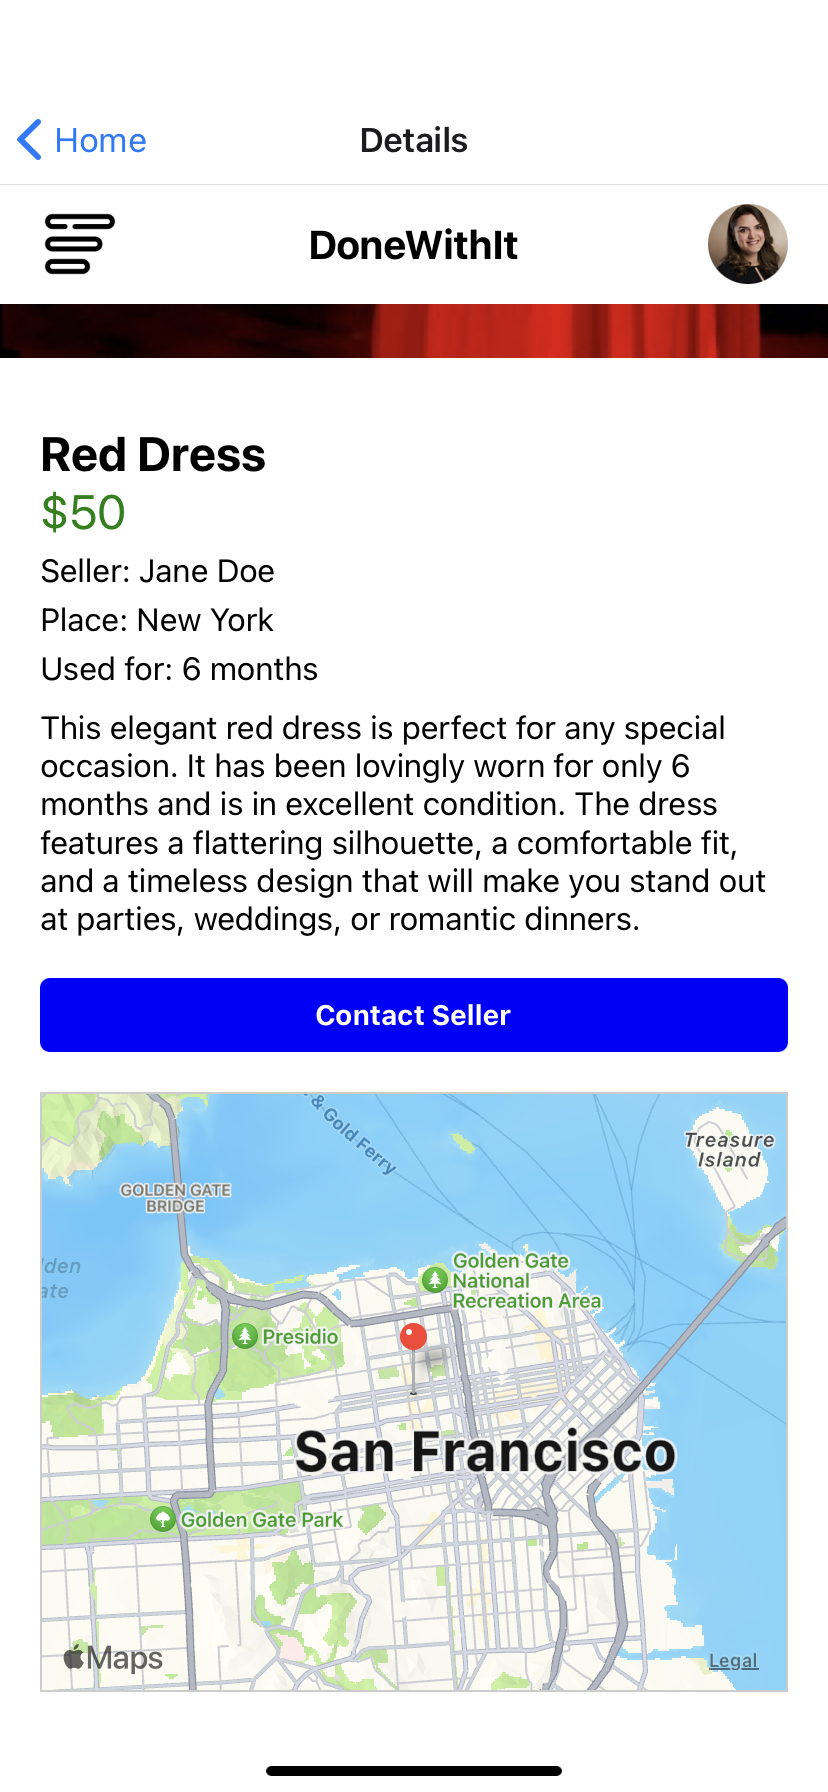 Home
Details
DoneWithIt
Red Dress
$50
Seller: Jane Doe
Place: New York
Used for: 6 months
This elegant red dress is perfect for any special
occasion. It has been lovingly worn for only 6
months and is in excellent condition. The dress
features a flattering silhouette, a comfortable fit,
and a timeless design that will make you stand out
at parties, weddings, or romantic dinners.
Contact Seller
& Gold Ferry
Treasure
Island
GOLDEN GATE
BRIDGE
lden
ate
Golden Gate
National
Recreation Area
Presidio
San Francisco
Golden Gate Park
Maps
Legal